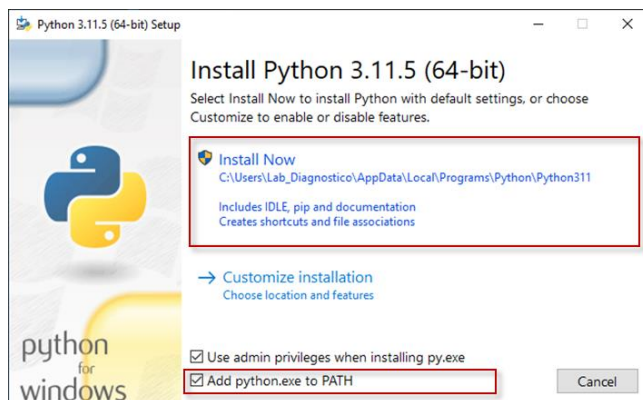 Python 3.11.5 (64-bit) Setup
Install Python 3.11.5 (64-bit)
Select Install Now to install Python with default settings, or choose
Customize to enable or disable features.
Install Now
C:\Users\Lab_Diagnostico\AppData\Local\Programs\Python\Python311
Includes IDLE, pip and documentation
Creates shortcuts and file associations
Customize installation
Choose location and features
python
for
windows
Use admin privileges when installing py.exe
Add python.exe to PATH
Cancel